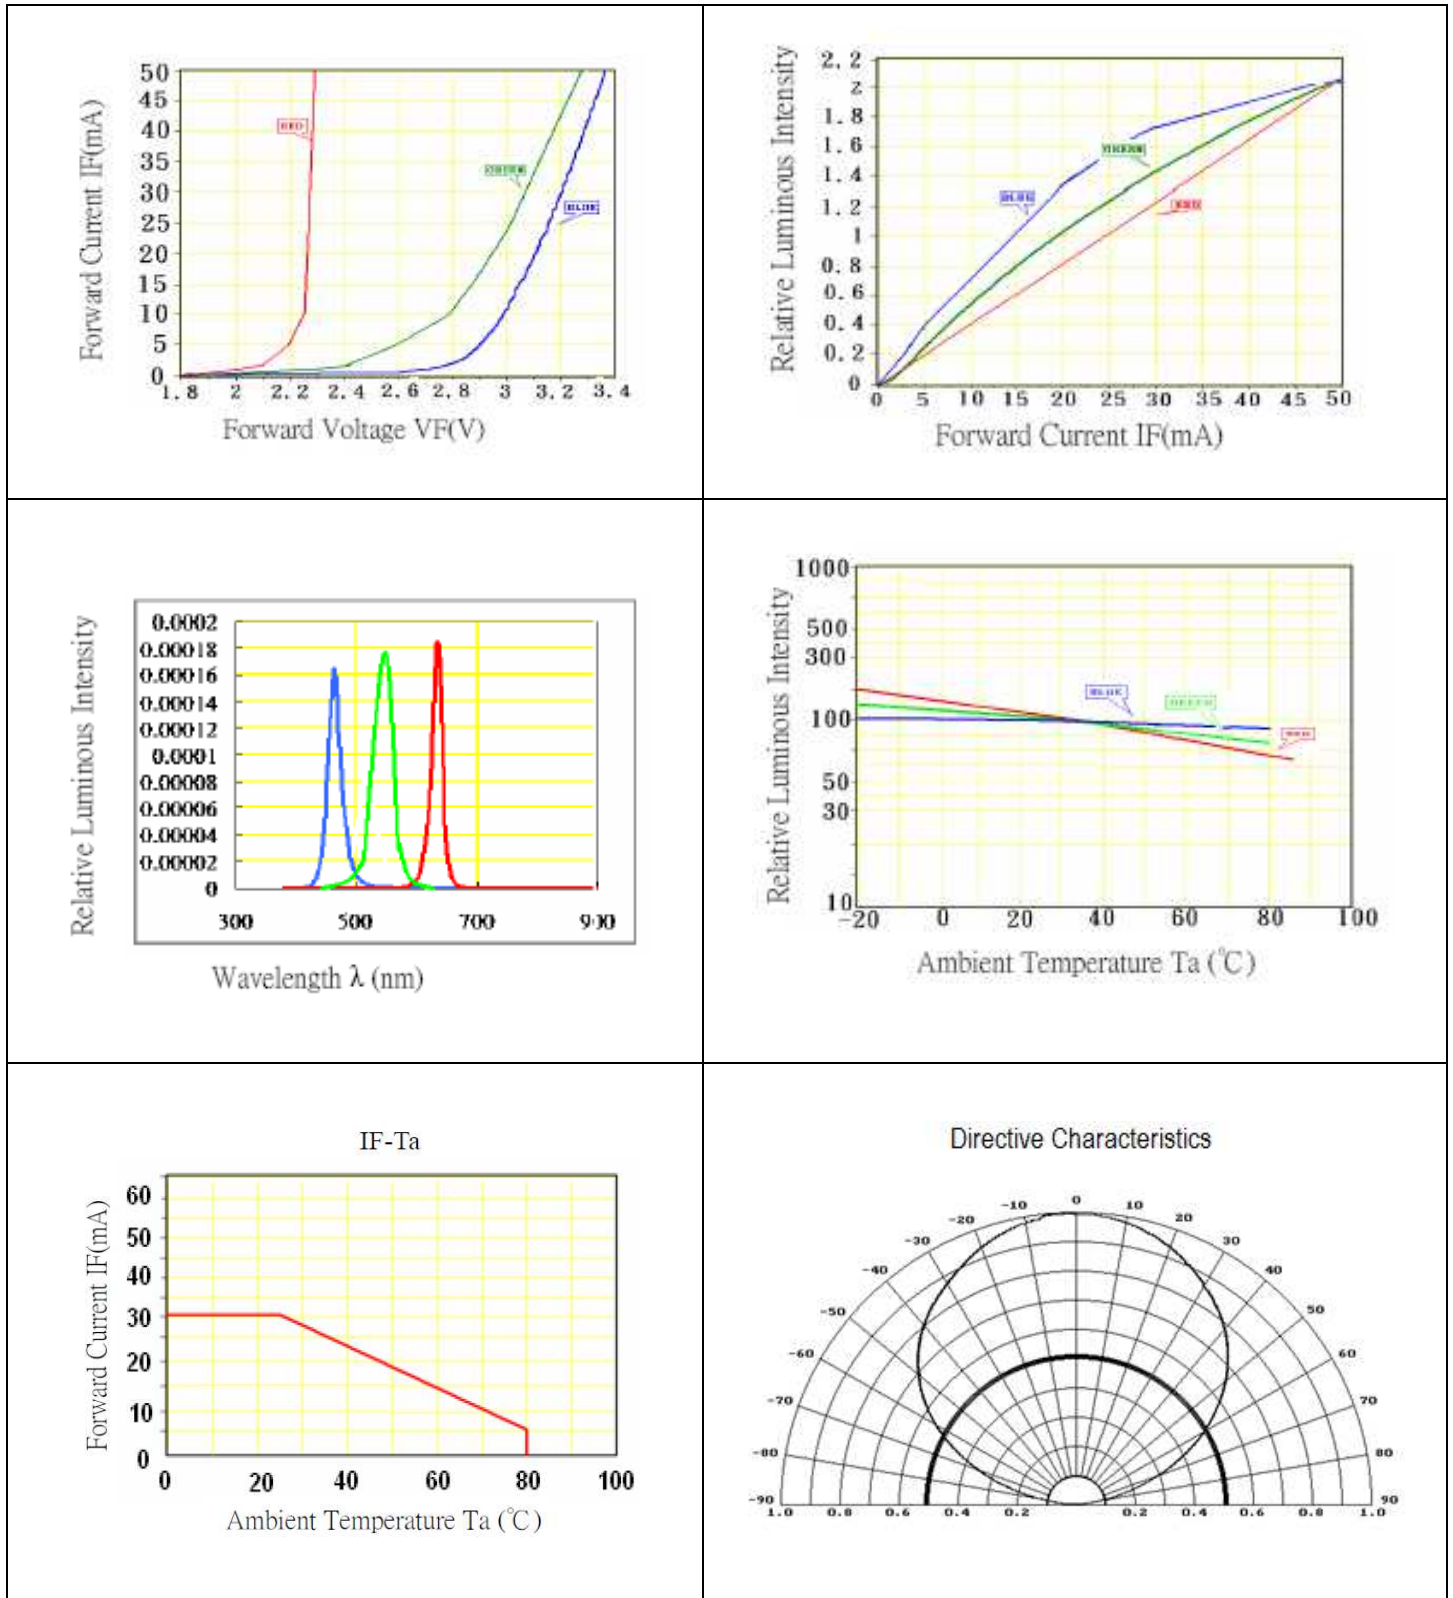 Forward Current IF(mA)
50
45
40
35
30
25
20
15
10
5
0
RED
GREEN
BLUE
1.8 2 2.2 2.4 2.6 2.8 3 3.2 3.4
Forward Voltage VF(V)
Relative Luminous Intensity
2.2
2
1.8
1.6
1.4
1.2
1
0.8
0.6
0.4
0.2
0
GREEN
BLUE
RED
0 5 10 15 20 25 30 35 40 45 50
Forward Current IF(mA)
Relative Luminous Intensity
0.0002
0.00018
0.00016
0.00014
0.00012
0.0001
0.00008
0.00006
0.00004
0.00002
0
300 500 700 900
Wavelength λ (nm)
Relative Luminous Intensity
1000
500
300
100
50
30
10
BLUE
GREEN
RED
-20 0 20 40 60 80 100
Ambient Temperature Ta (℃)
IF-Ta
Forward Current IF(mA)
60
50
40
30
20
10
0
0 20 40 60 80 100
Ambient Temperature Ta (℃)
Directive Characteristics
-90 -80 -70 -60 -50 -40 -30 -20 -10 0 10 20 30 40 50 60 70 80 90
1.0 0.8 0.6 0.4 0.2 0.2 0.4 0.6 0.8 1.0